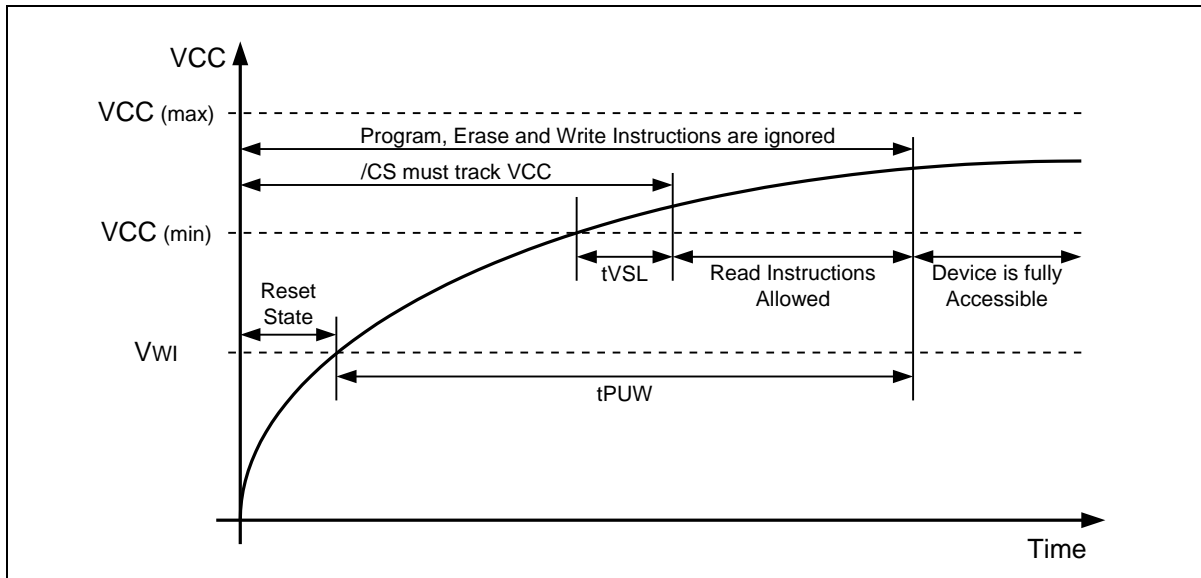 VCC
VCC (max)
Program, Erase and Write Instructions are ignored
/CS must track VCC
VCC (min)
tVSL
Read Instructions
Allowed
Device is fully
Accessible
Reset
State
VWI
tPUW
Time